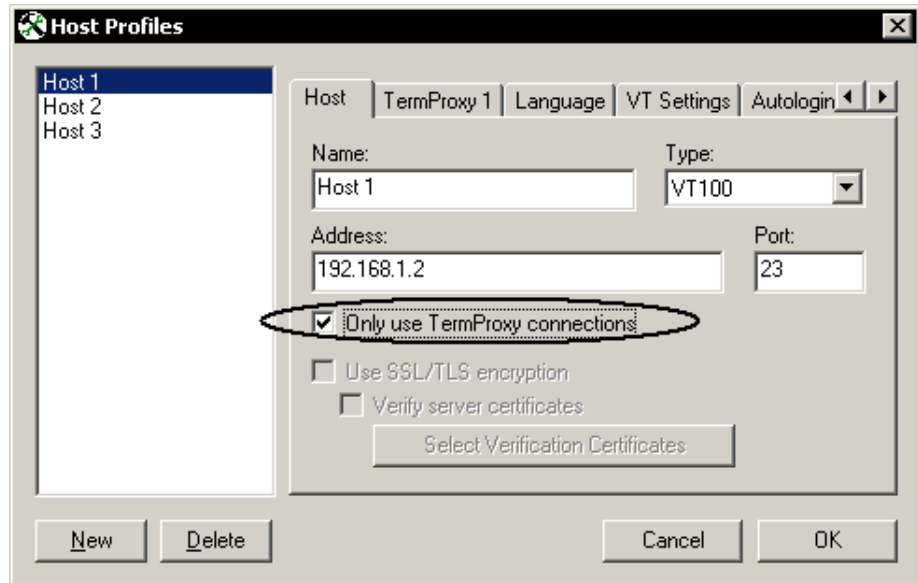 Host Profiles
Host 1
Host 2
Host 3
Host TermProxy 1 Language VT Settings Autologin
Name: Type:
Host 1 VT100
Address: Port:
192.168.1.2 23
Only use TermProxy connections
Use SSL/TLS encryption
Verify server certificates
Select Verification Certificates
New Delete Cancel OK